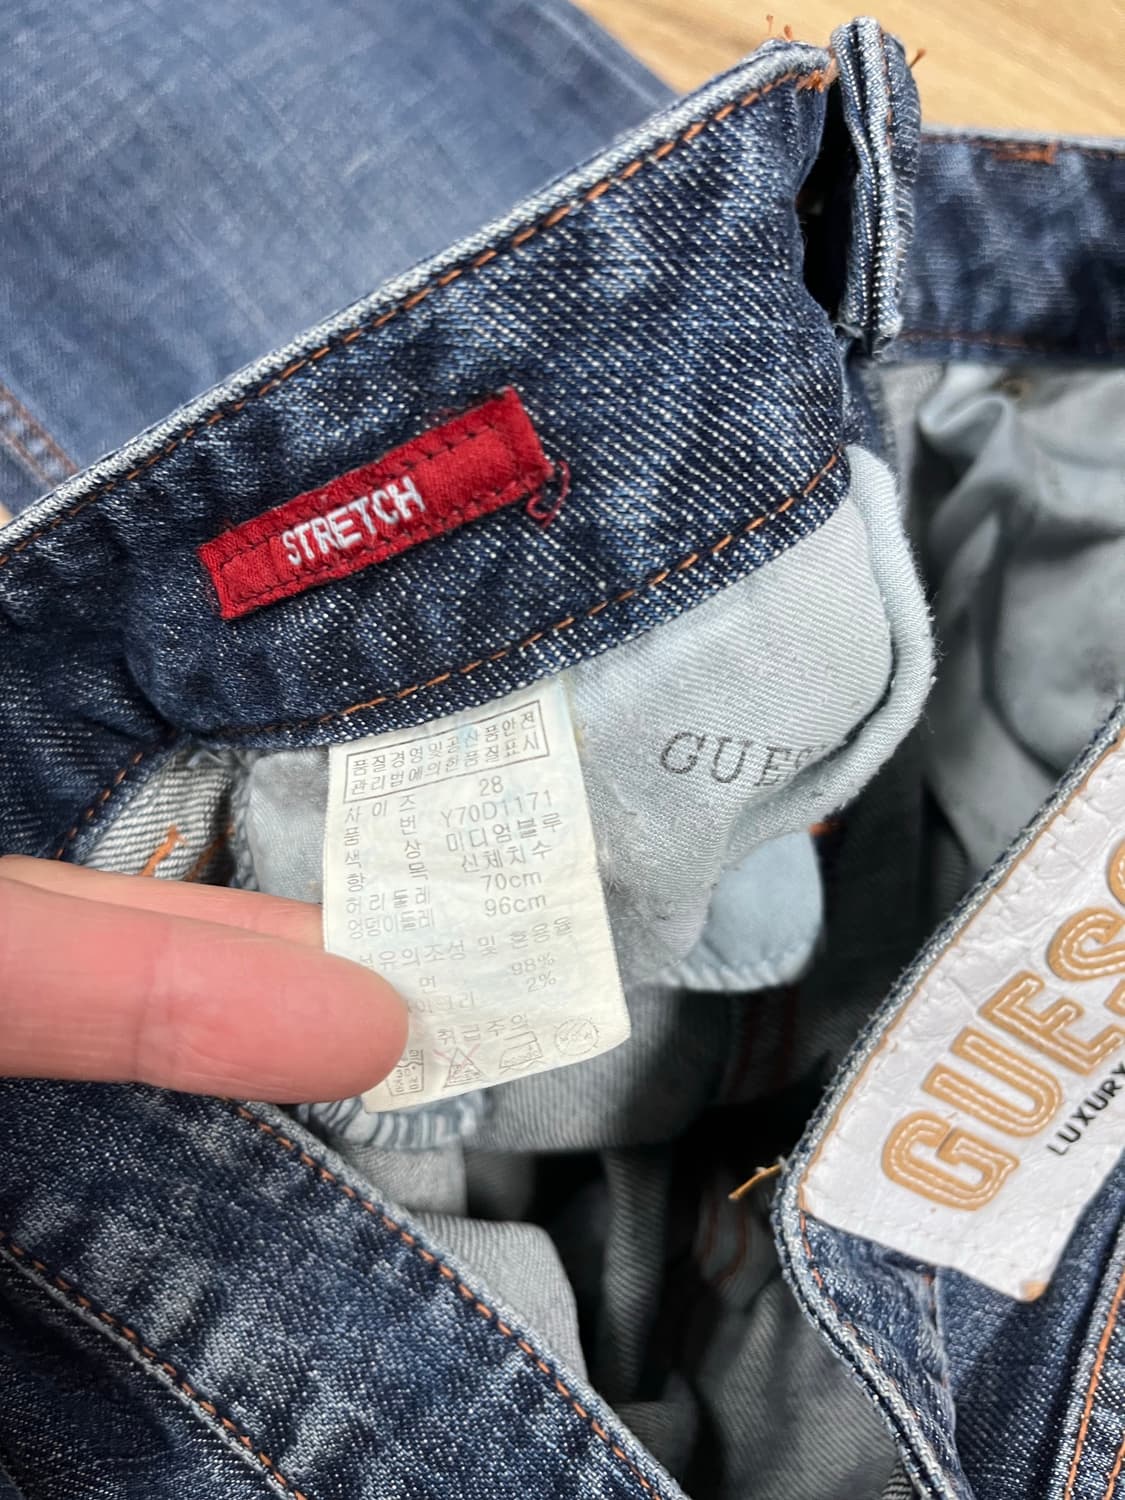 STRETCH
품질경영및공산품안전
관리법에의한 품질표시
사 이 즈 28
품 번 Y70D1171
색 상 미디엄블루
항 목 신체치수
허리둘레 70cm
엉덩이둘레 96cm
섬유의조성 및 혼용율
면 98%
2%
취급주의
GUES
GUESS
LUXURY